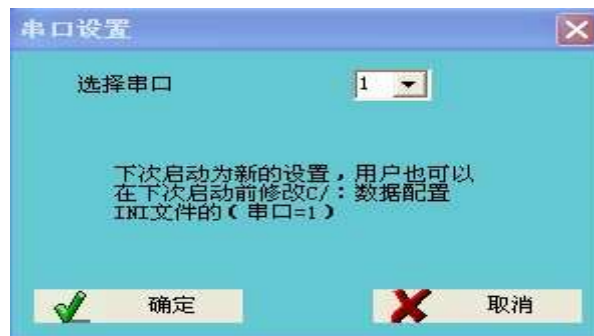 串口设置
选择串口 1
下次启动为新的设置，用户也可以
在下次启动前修改C/：数据配置
INI文件的（串口=1）
确定 取消